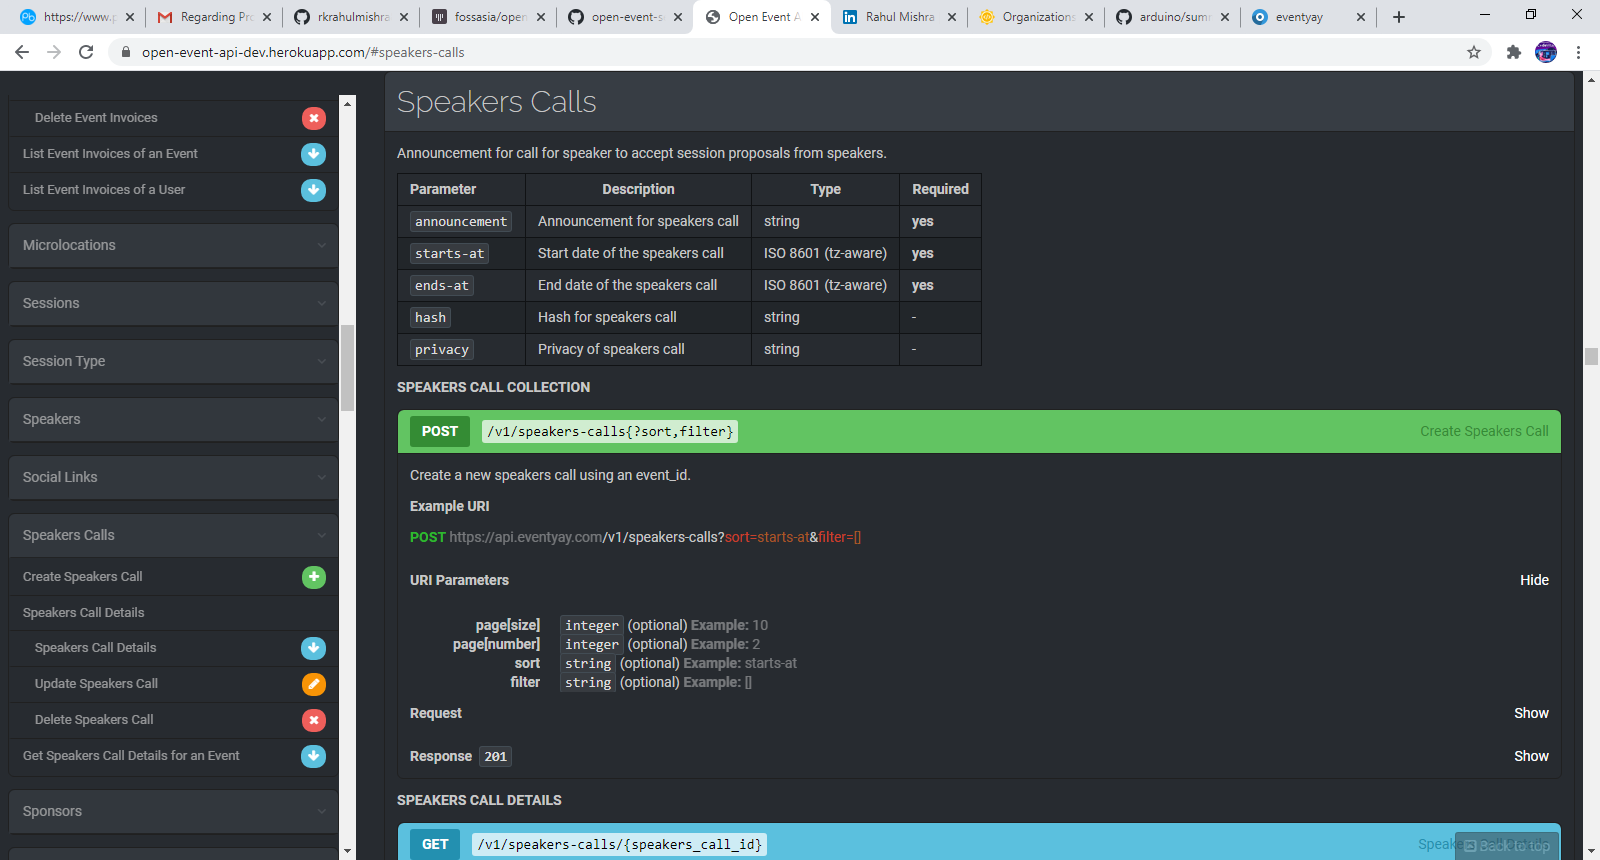 https://www.p
Regarding Pro
rkrahulmishra
fossasia/open
open-event-s
Open Event A
Rahul Mishra
Organizations
arduino/sum
eventyay
open-event-api-dev.herokuapp.com/#speakers-calls
Delete Event Invoices
List Event Invoices of an Event
List Event Invoices of a User
Microlocations
Sessions
Session Type
Speakers
Social Links
Speakers Calls
Create Speakers Call
Speakers Call Details
Speakers Call Details
Update Speakers Call
Delete Speakers Call
Get Speakers Call Details for an Event
Sponsors
Speakers Calls
Announcement for call for speaker to accept session proposals from speakers.
Parameter Description Type Required
announcement Announcement for speakers call string yes
starts-at Start date of the speakers call ISO 8601 (tz-aware) yes
ends-at End date of the speakers call ISO 8601 (tz-aware) yes
hash Hash for speakers call string -
privacy Privacy of speakers call string -
SPEAKERS CALL COLLECTION
POST /v1/speakers-calls{?sort,filter} Create Speakers Call
Create a new speakers call using an event_id.
Example URI
POST https://api.eventyay.com/v1/speakers-calls?sort=starts-at&filter=[]
URI Parameters Hide
page[size] integer (optional) Example: 10
page[number] integer (optional) Example: 2
sort string (optional) Example: starts-at
filter string (optional) Example: []
Request Show
Response 201 Show
SPEAKERS CALL DETAILS
GET /v1/speakers-calls/{speakers_call_id} Speakers Call Details
Back to top